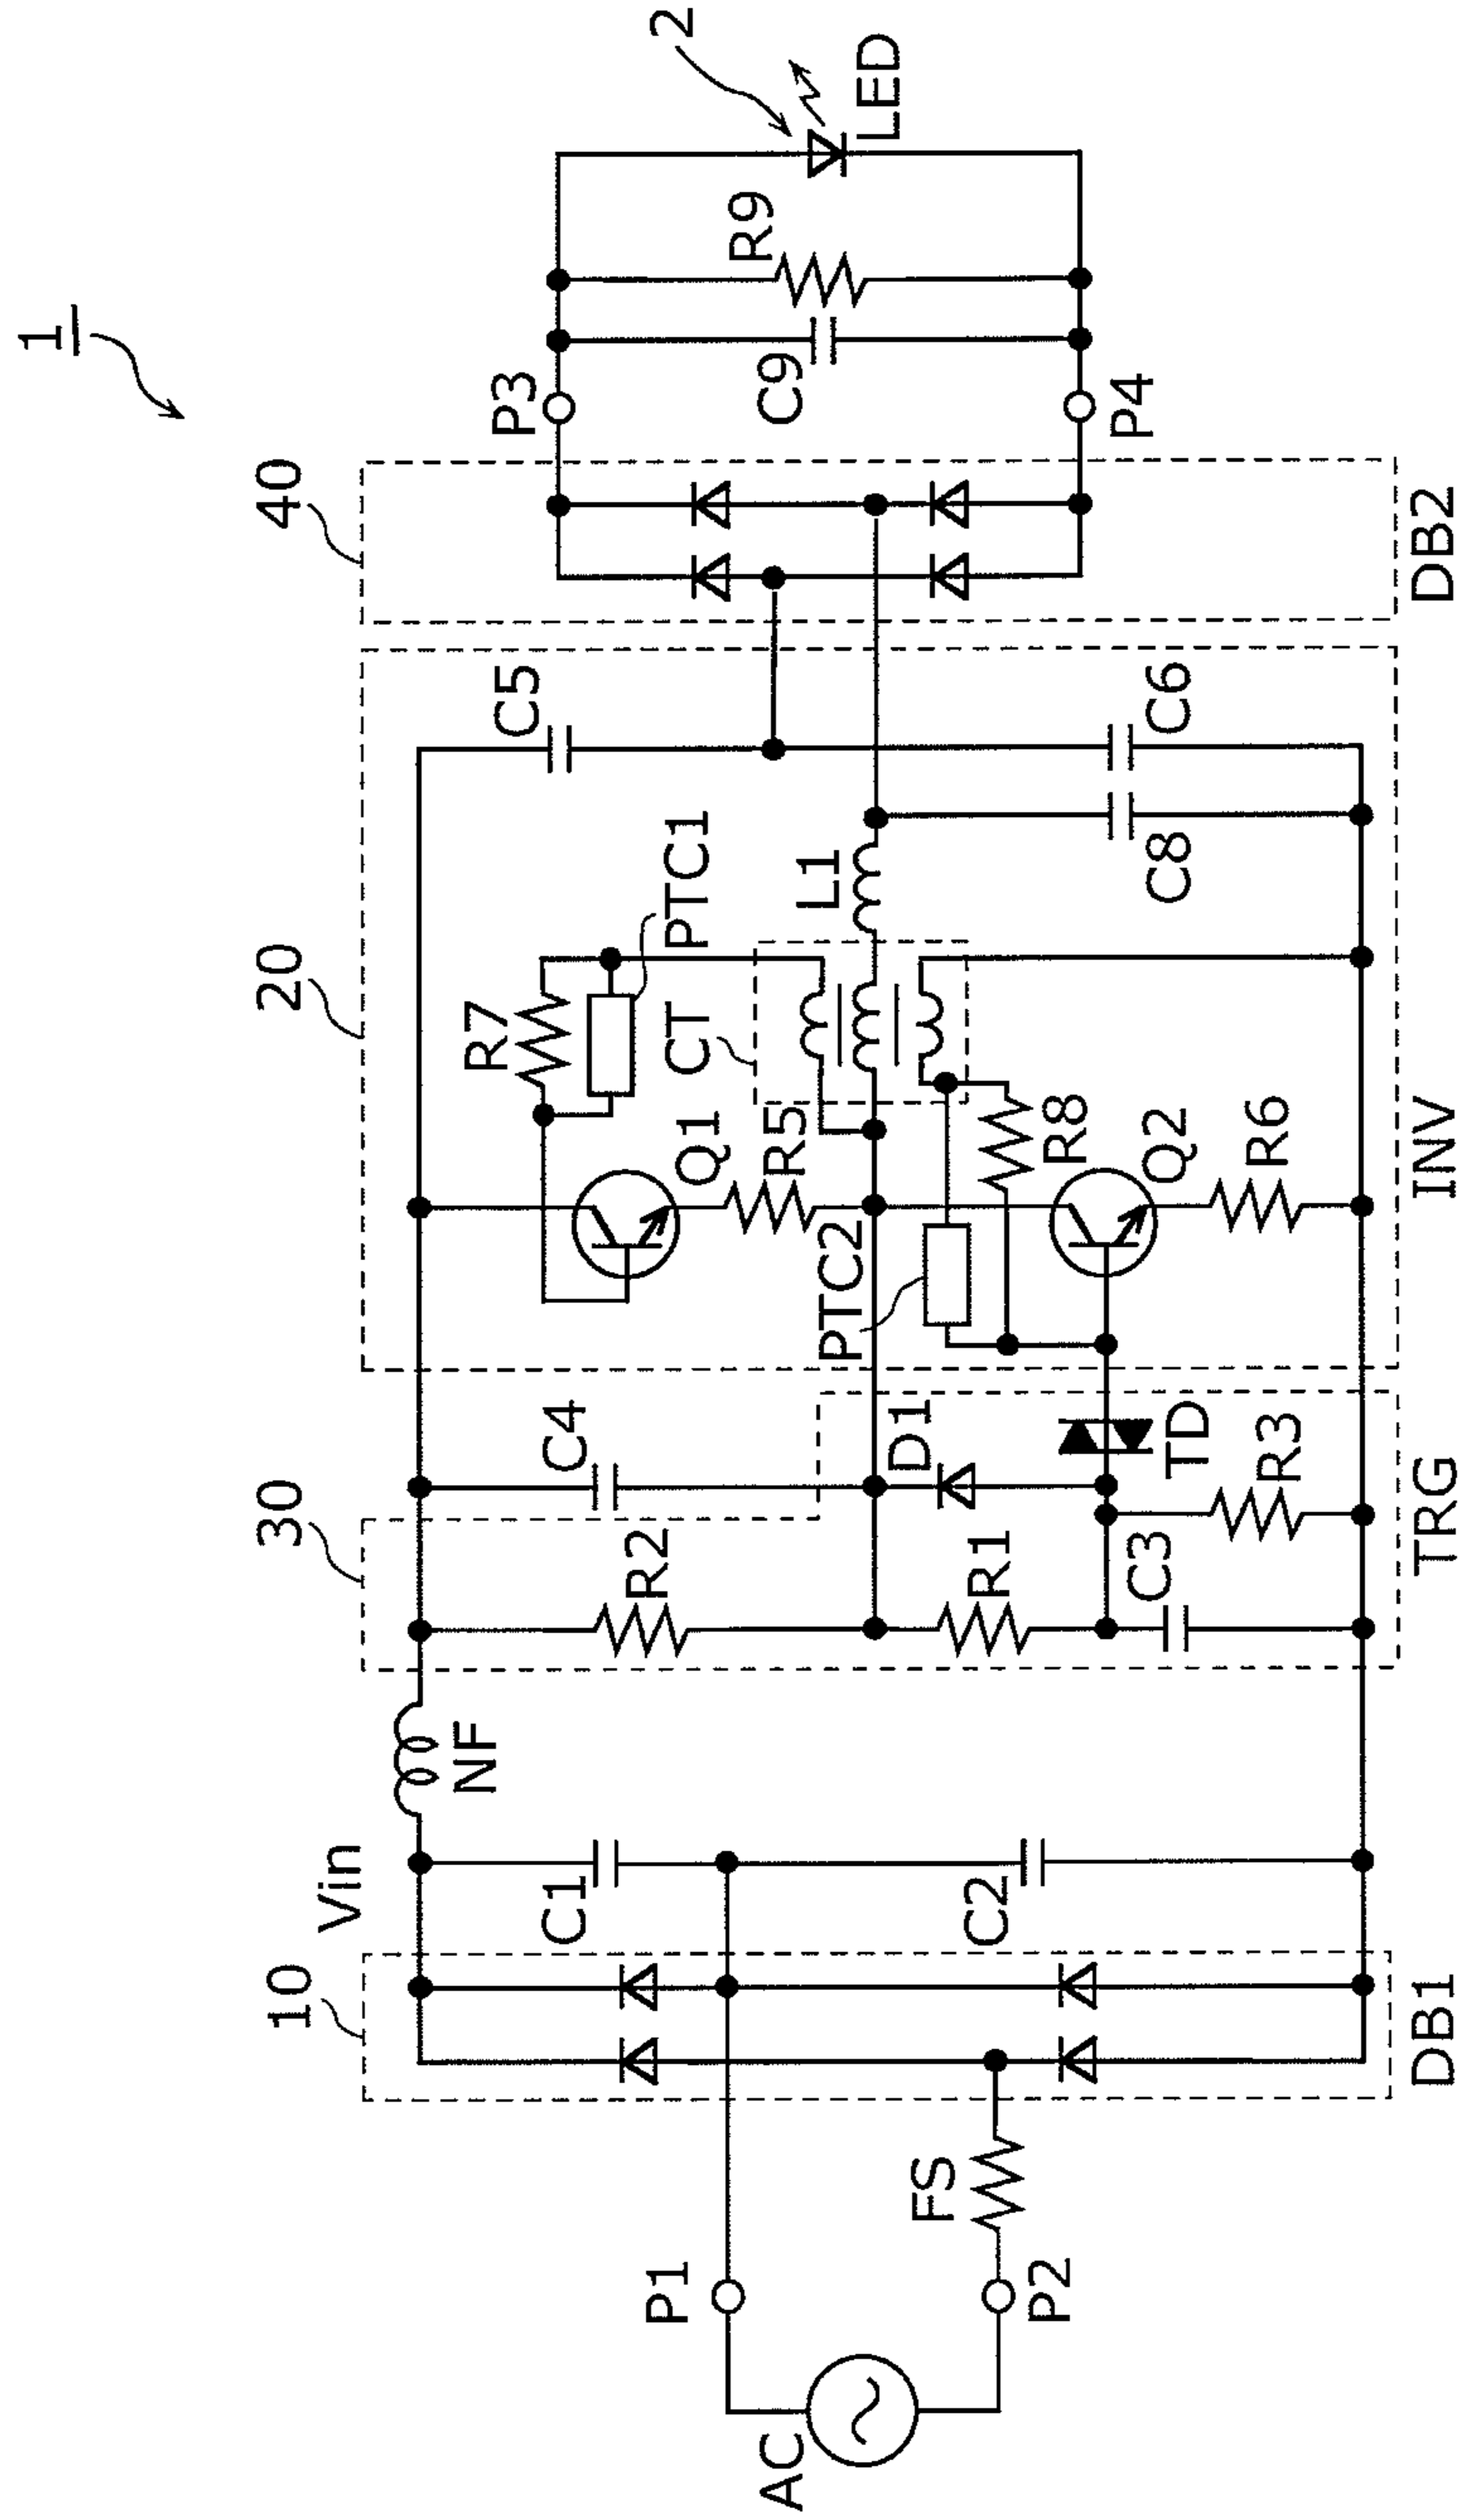 1
10
Vin
30
20
40
2
AC
P1
P2
FS
C1
C2
NF
R2
C4
R1
D1
C3
TD
R3
R7
PTC1
CT
Q1
R5
PTC2
R8
Q2
R6
L1
C5
C8
C6
P3
P4
C9
R9
LED
DB1
TRG
INV
DB2